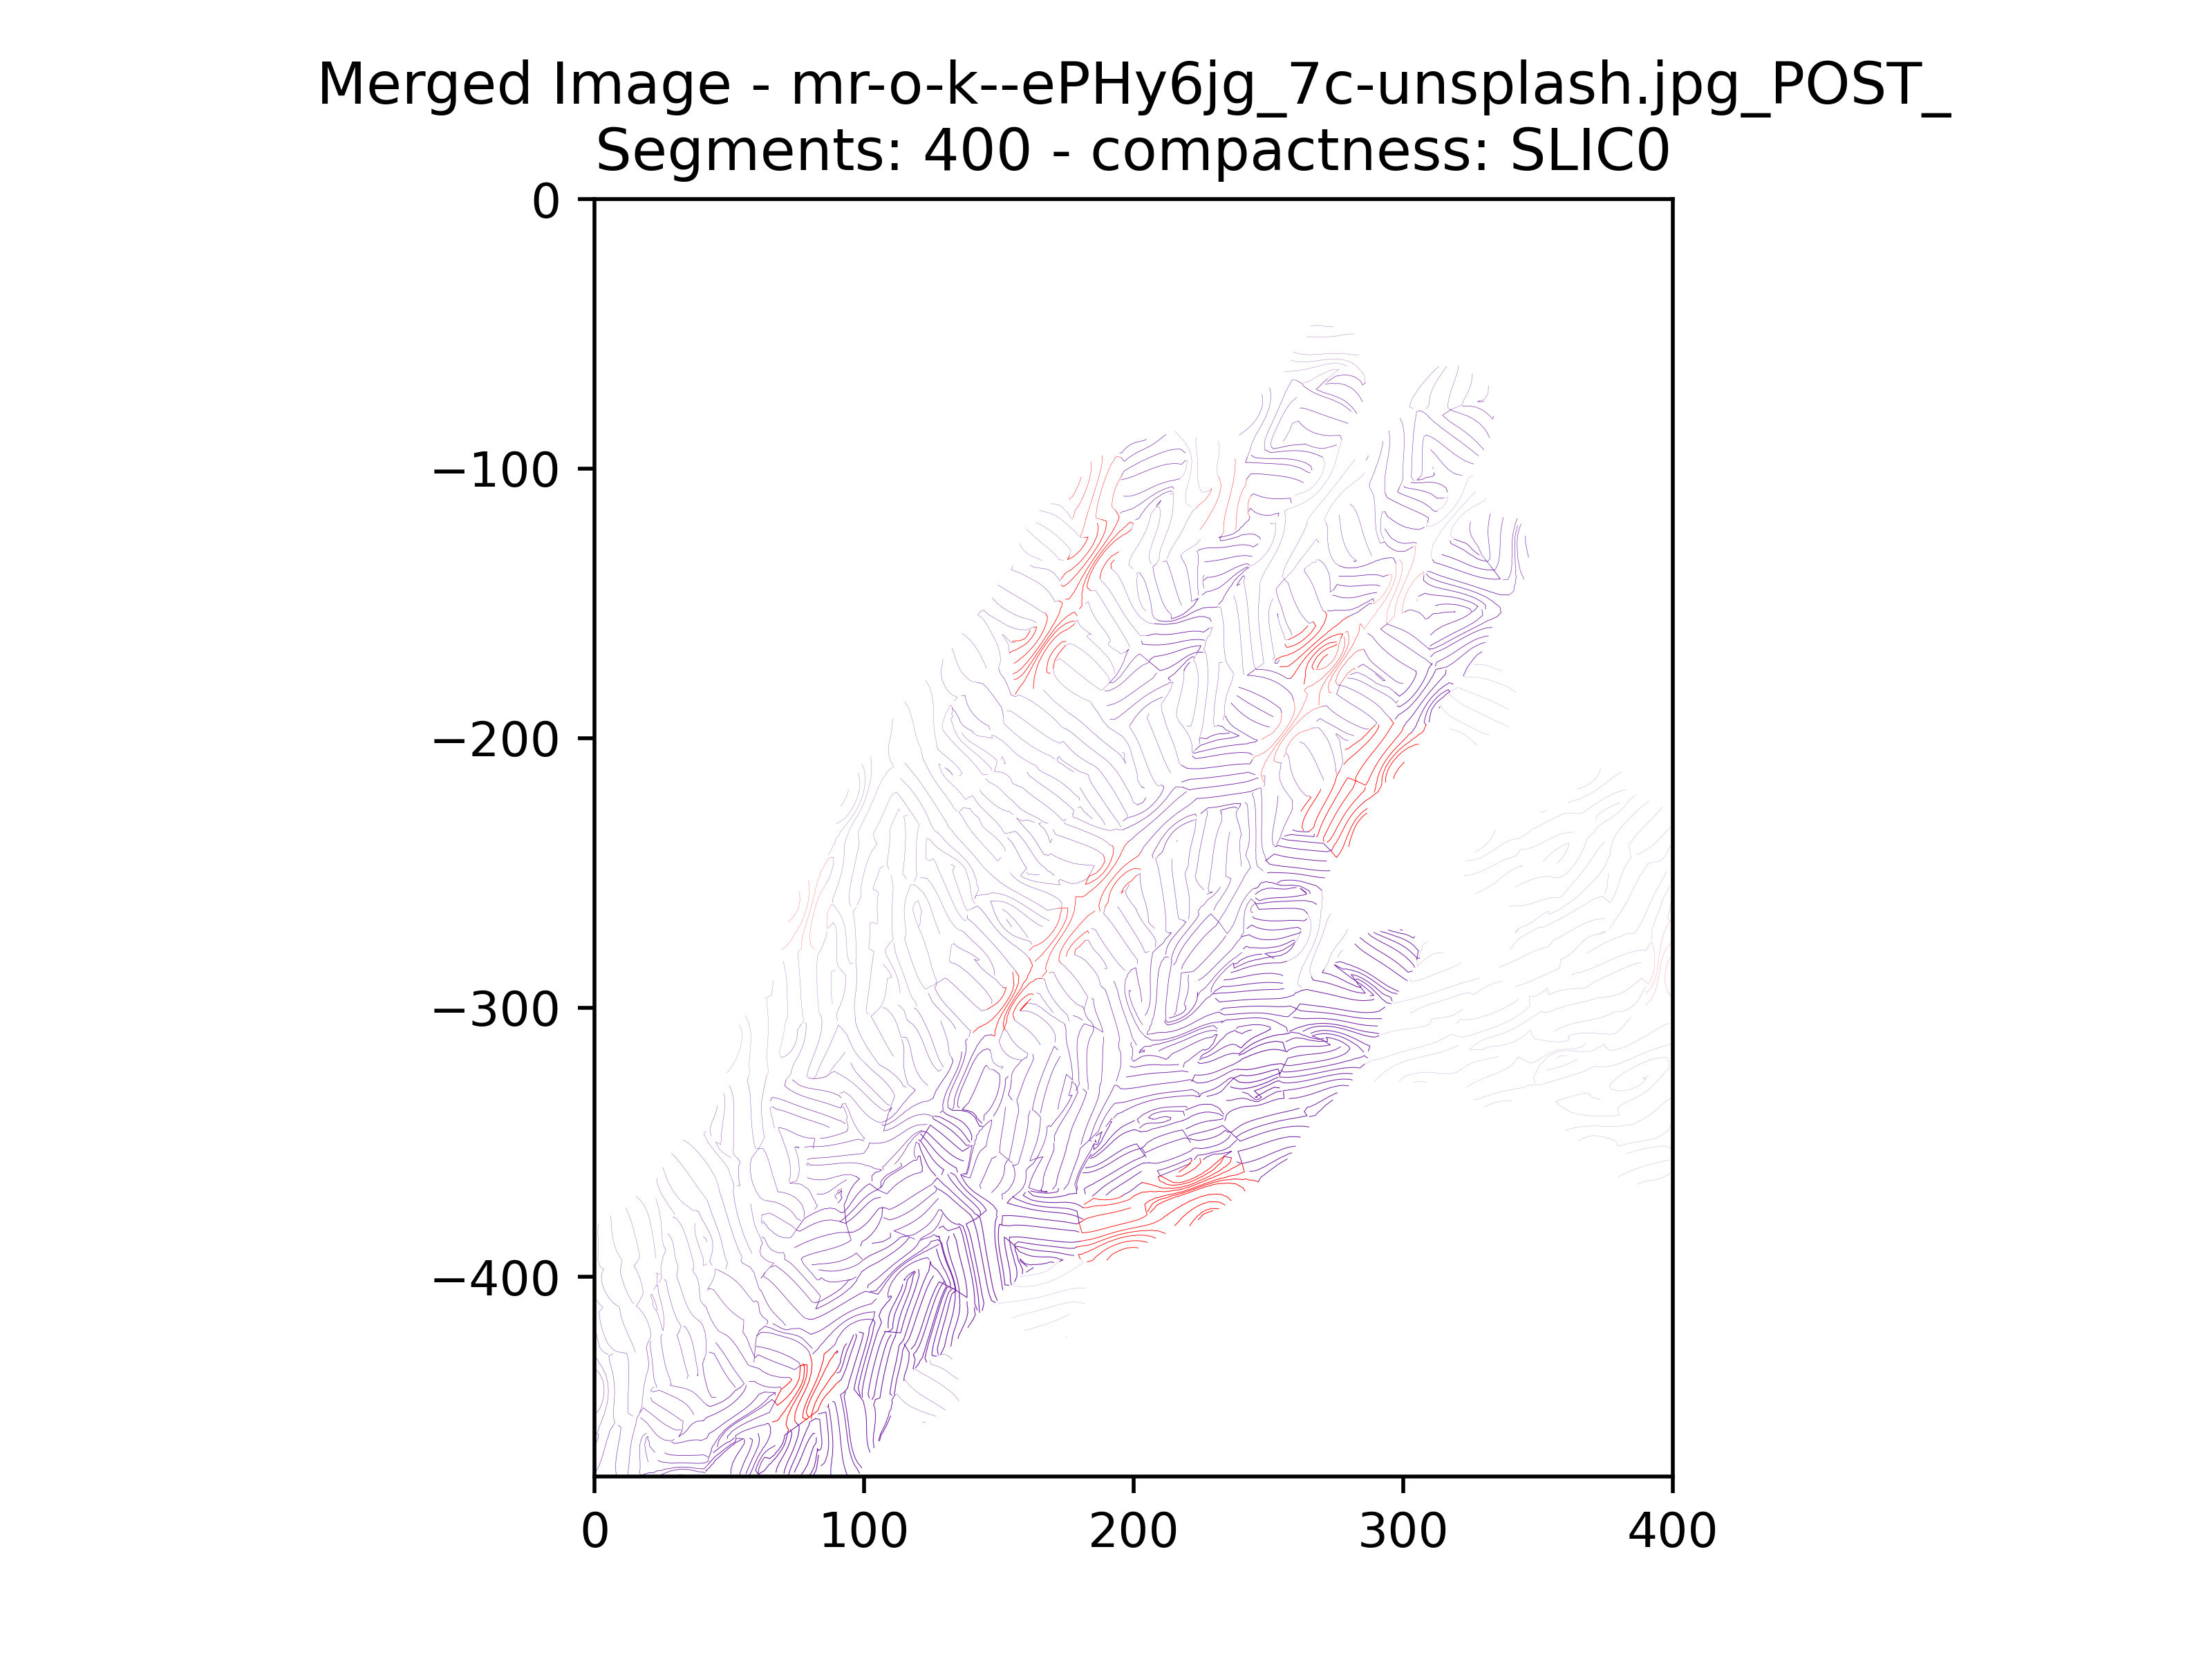 Merged Image - mr-o-k--ePHy6jg_7c-unsplash.jpg_POST_
Segments: 400 - compactness: SLIC0
0
−100
−200
−300
−400
0 100 200 300 400